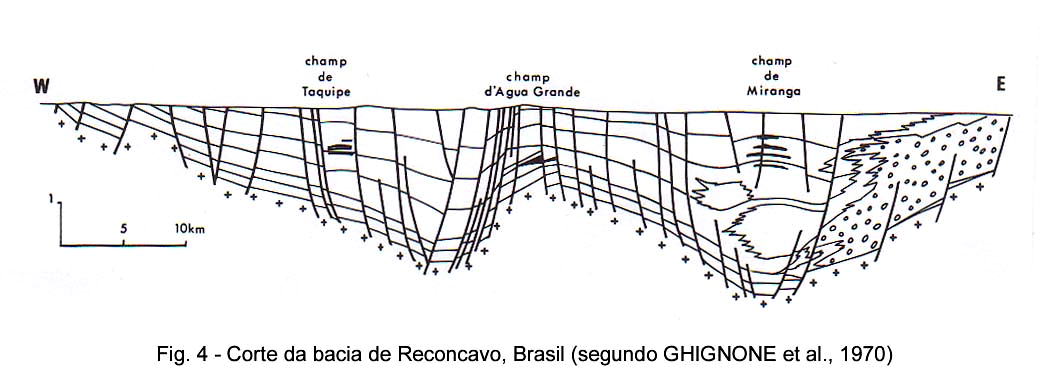 W
champ
de
Taquipe
champ
d'Agua Grande
champ
de
Miranga
E
1
5
10km
Fig. 4 - Corte da bacia de Reconcavo, Brasil (segundo GHIGNONE et al., 1970)